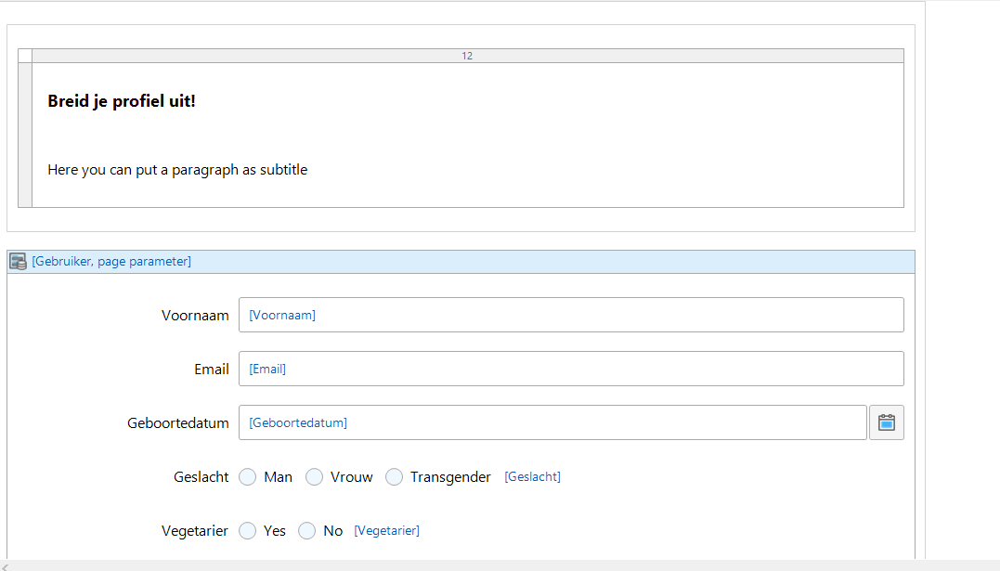 12
Breid je profiel uit!
Here you can put a paragraph as subtitle
[Gebruiker, page parameter]
Voornaam [Voornaam]
Email [Email]
Geboortedatum [Geboortedatum]
Geslacht Man Vrouw Transgender [Geslacht]
Vegetarier Yes No [Vegetarier]